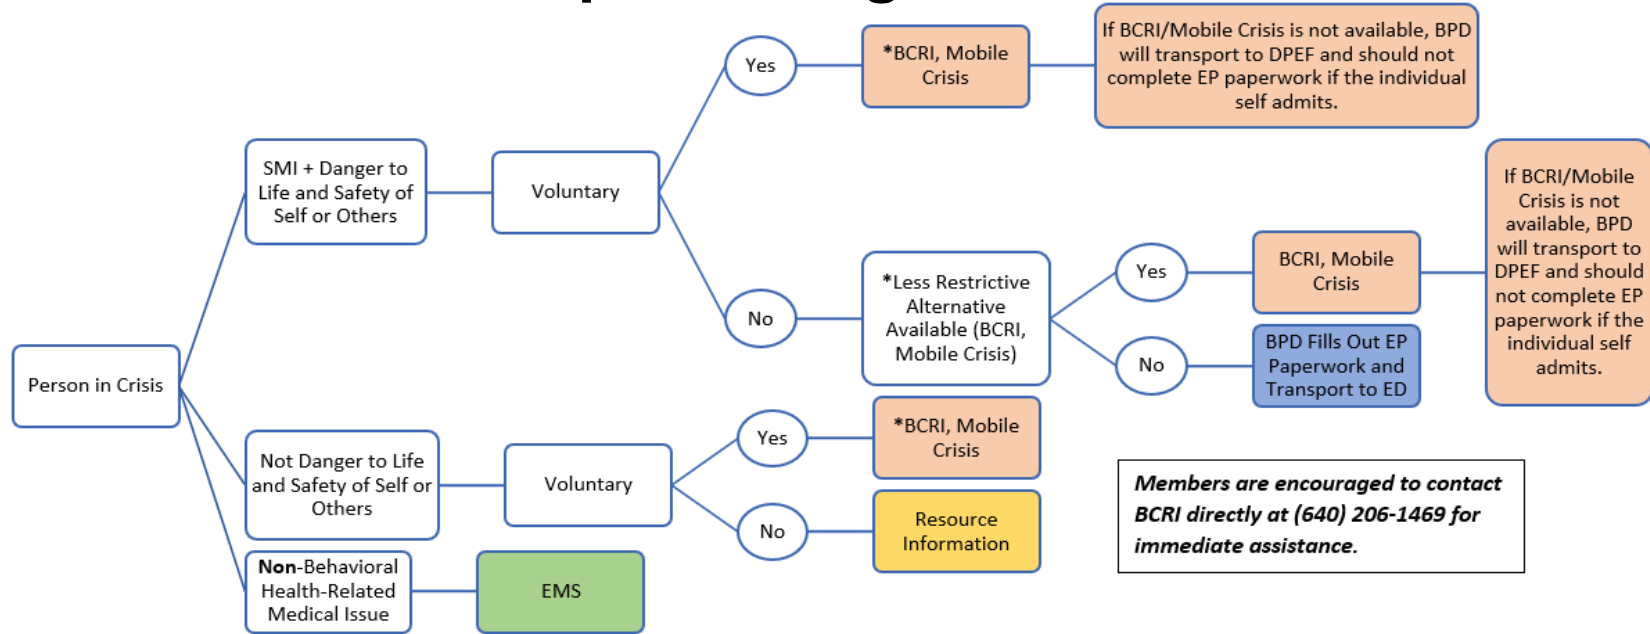 Yes
*BCRI, Mobile
Crisis
If BCRI/Mobile Crisis is not available, BPD
will transport to DPEF and should not
complete EP paperwork if the individual
self admits.
SMI + Danger to
Life and Safety of
Self or Others
Voluntary
No
*Less Restrictive
Alternative
Available (BCRI,
Mobile Crisis)
Yes
BCRI, Mobile
Crisis
If BCRI/Mobile
Crisis is not
available, BPD
will transport to
DPEF and should
not complete EP
paperwork if the
individual self
admits.
No
BPD Fills Out EP
Paperwork and
Transport to ED
Person in Crisis
Not Danger to Life
and Safety of Self or
Others
Voluntary
Yes
*BCRI, Mobile
Crisis
No
Resource
Information
Non-Behavioral
Health-Related
Medical Issue
EMS
Members are encouraged to contact
BCRI directly at (640) 206-1469 for
immediate assistance.